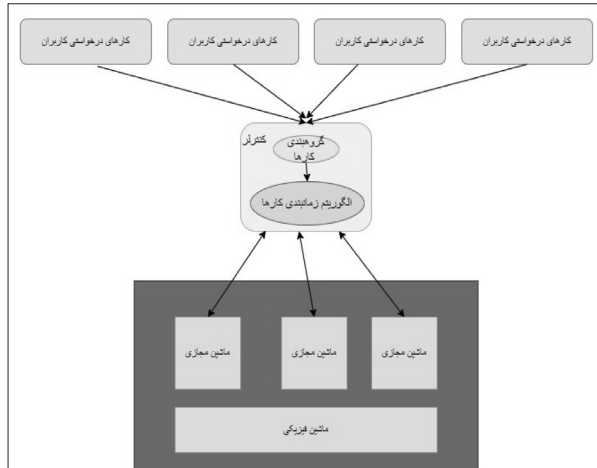 کارهای درخواستی کاربران
کارهای درخواستی کاربران
کارهای درخواستی کاربران
کارهای درخواستی کاربران
کنترلر
گروهبندی
کارها
الگوریتم زمانبندی کارها
ماشین مجازی
ماشین مجازی
ماشین مجازی
ماشین فیزیکی